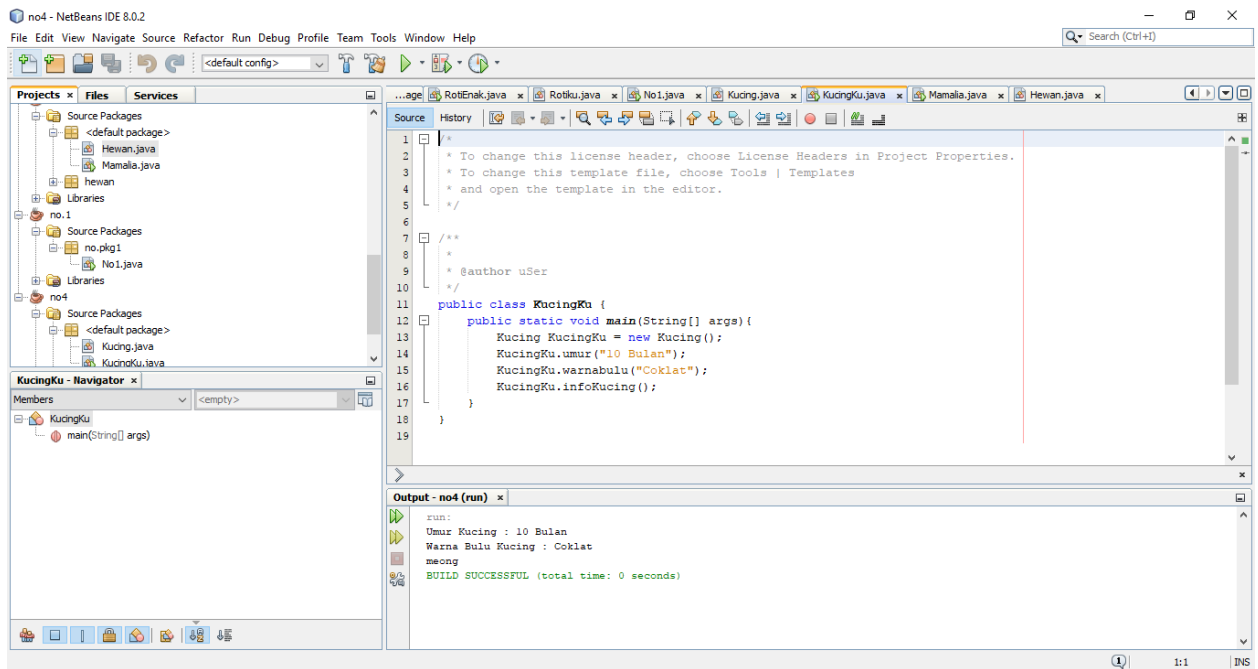 no4 - NetBeans IDE 8.0.2
File Edit View Navigate Source Refactor Run Debug Profile Team Tools Window Help
Search (Ctrl+I)
<default config>
Projects Files Services
Source Packages
<default package>
Hewan.java
Mamalia.java
hewan
Libraries
no.1
Source Packages
no.pkg1
No1.java
Libraries
no4
Source Packages
<default package>
Kucing.java
KucingKu.java
KucingKu - Navigator
Members <empty>
KucingKu
main(String[] args)
...age RotiEnak.java Rotiku.java No1.java Kucing.java KucingKu.java Mamalia.java Hewan.java
Source History
1 /*
2 * To change this license header, choose License Headers in Project Properties.
3 * To change this template file, choose Tools | Templates
4 * and open the template in the editor.
5 */
6
7 /**
8 *
9 * @author uSer
10 */
11 public class KucingKu {
12 public static void main(String[] args){
13 Kucing KucingKu = new Kucing();
14 KucingKu.umur("10 Bulan");
15 KucingKu.warnabulu("Coklat");
16 KucingKu.infoKucing();
17 }
18 }
19
Output - no4 (run)
run:
Umur Kucing : 10 Bulan
Warna Bulu Kucing : Coklat
meong
BUILD SUCCESSFUL (total time: 0 seconds)
1 1:1 INS